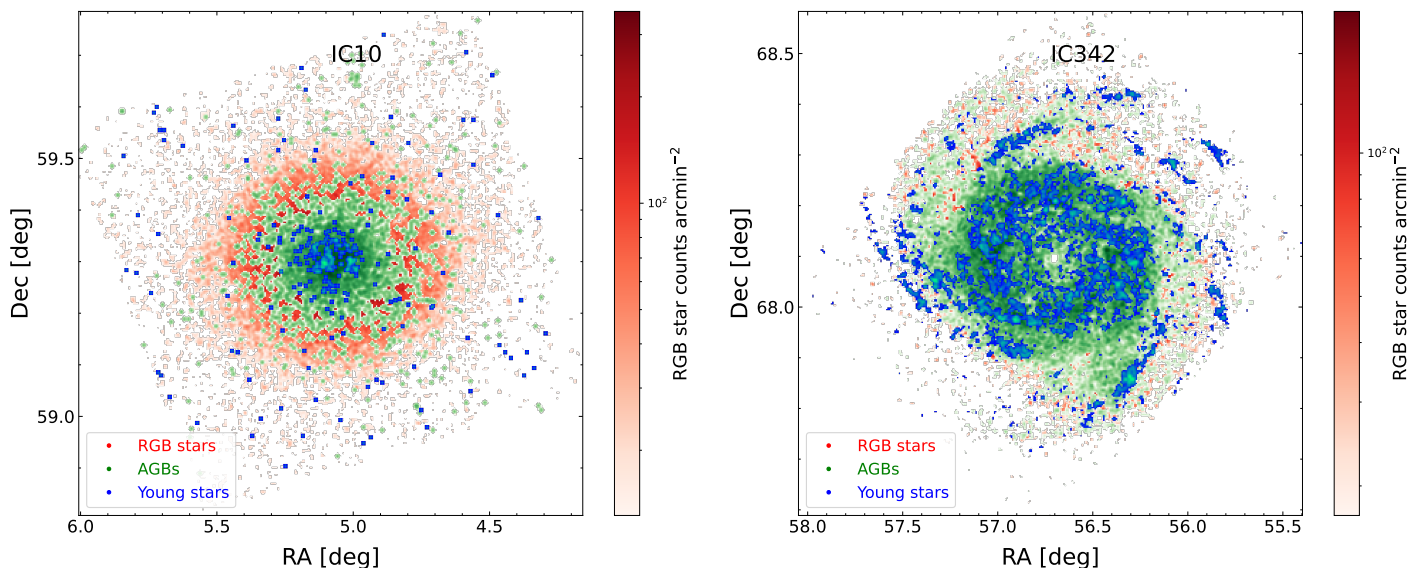 IC10
59.5
59.0
Dec [deg]
6.0 5.5 5.0 4.5
RA [deg]
RGB stars
AGBs
Young stars
10²
RGB star counts arcmin⁻²
IC342
68.5
68.0
Dec [deg]
58.0 57.5 57.0 56.5 56.0 55.5
RA [deg]
RGB stars
AGBs
Young stars
10²
RGB star counts arcmin⁻²